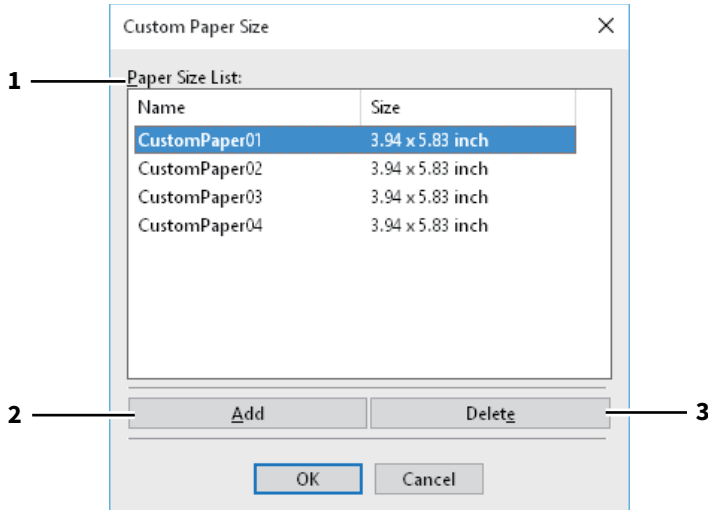 Custom Paper Size
1
Paper Size List:
Name Size
CustomPaper01 3.94 x 5.83 inch
CustomPaper02 3.94 x 5.83 inch
CustomPaper03 3.94 x 5.83 inch
CustomPaper04 3.94 x 5.83 inch
2 Add Delete 3
OK Cancel